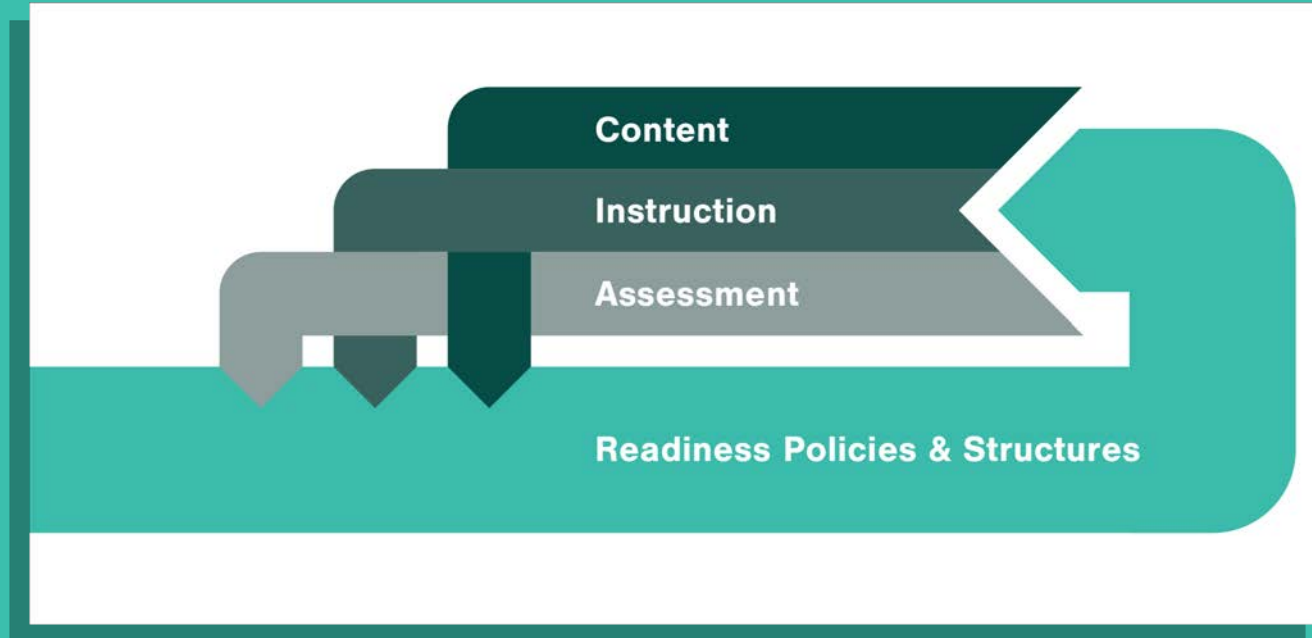 Content
Instruction
Assessment
Readiness Policies & Structures